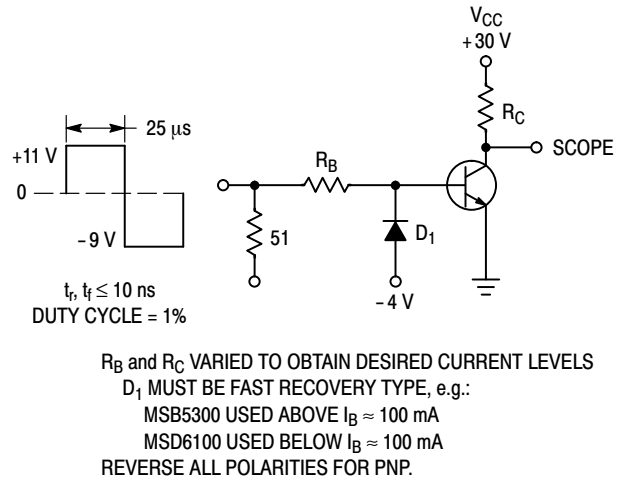 V_CC
+30 V
R_C
SCOPE
25 μs
+11 V
0
−9 V
R_B
51
D_1
−4 V
t_r, t_f ≤ 10 ns
DUTY CYCLE = 1%
R_B and R_C VARIED TO OBTAIN DESIRED CURRENT LEVELS
D_1 MUST BE FAST RECOVERY TYPE, e.g.:
MSB5300 USED ABOVE I_B ≈ 100 mA
MSD6100 USED BELOW I_B ≈ 100 mA
REVERSE ALL POLARITIES FOR PNP.